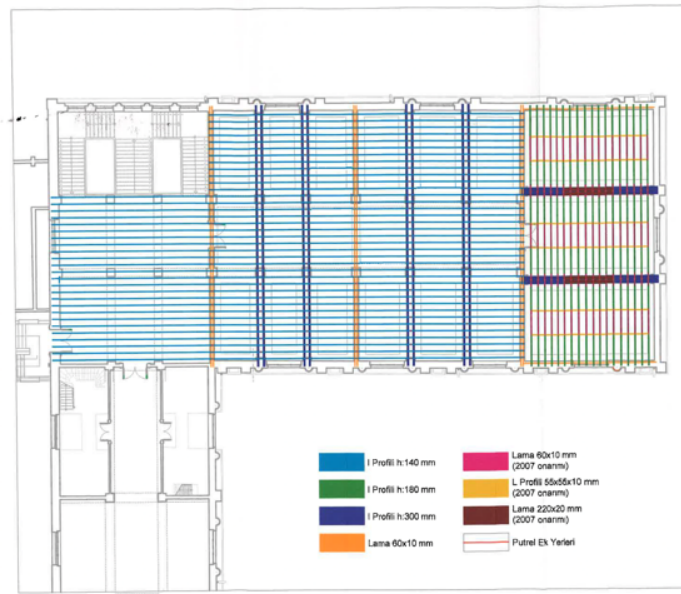 I Profili h:140 mm
I Profili h:180 mm
I Profili h:300 mm
Lama 60x10 mm
Lama 60x10 mm
(2007 onarımı)
L Profili 55x55x10 mm
(2007 onarımı)
Lama 220x20 mm
(2007 onarımı)
Putrel Ek Yerleri